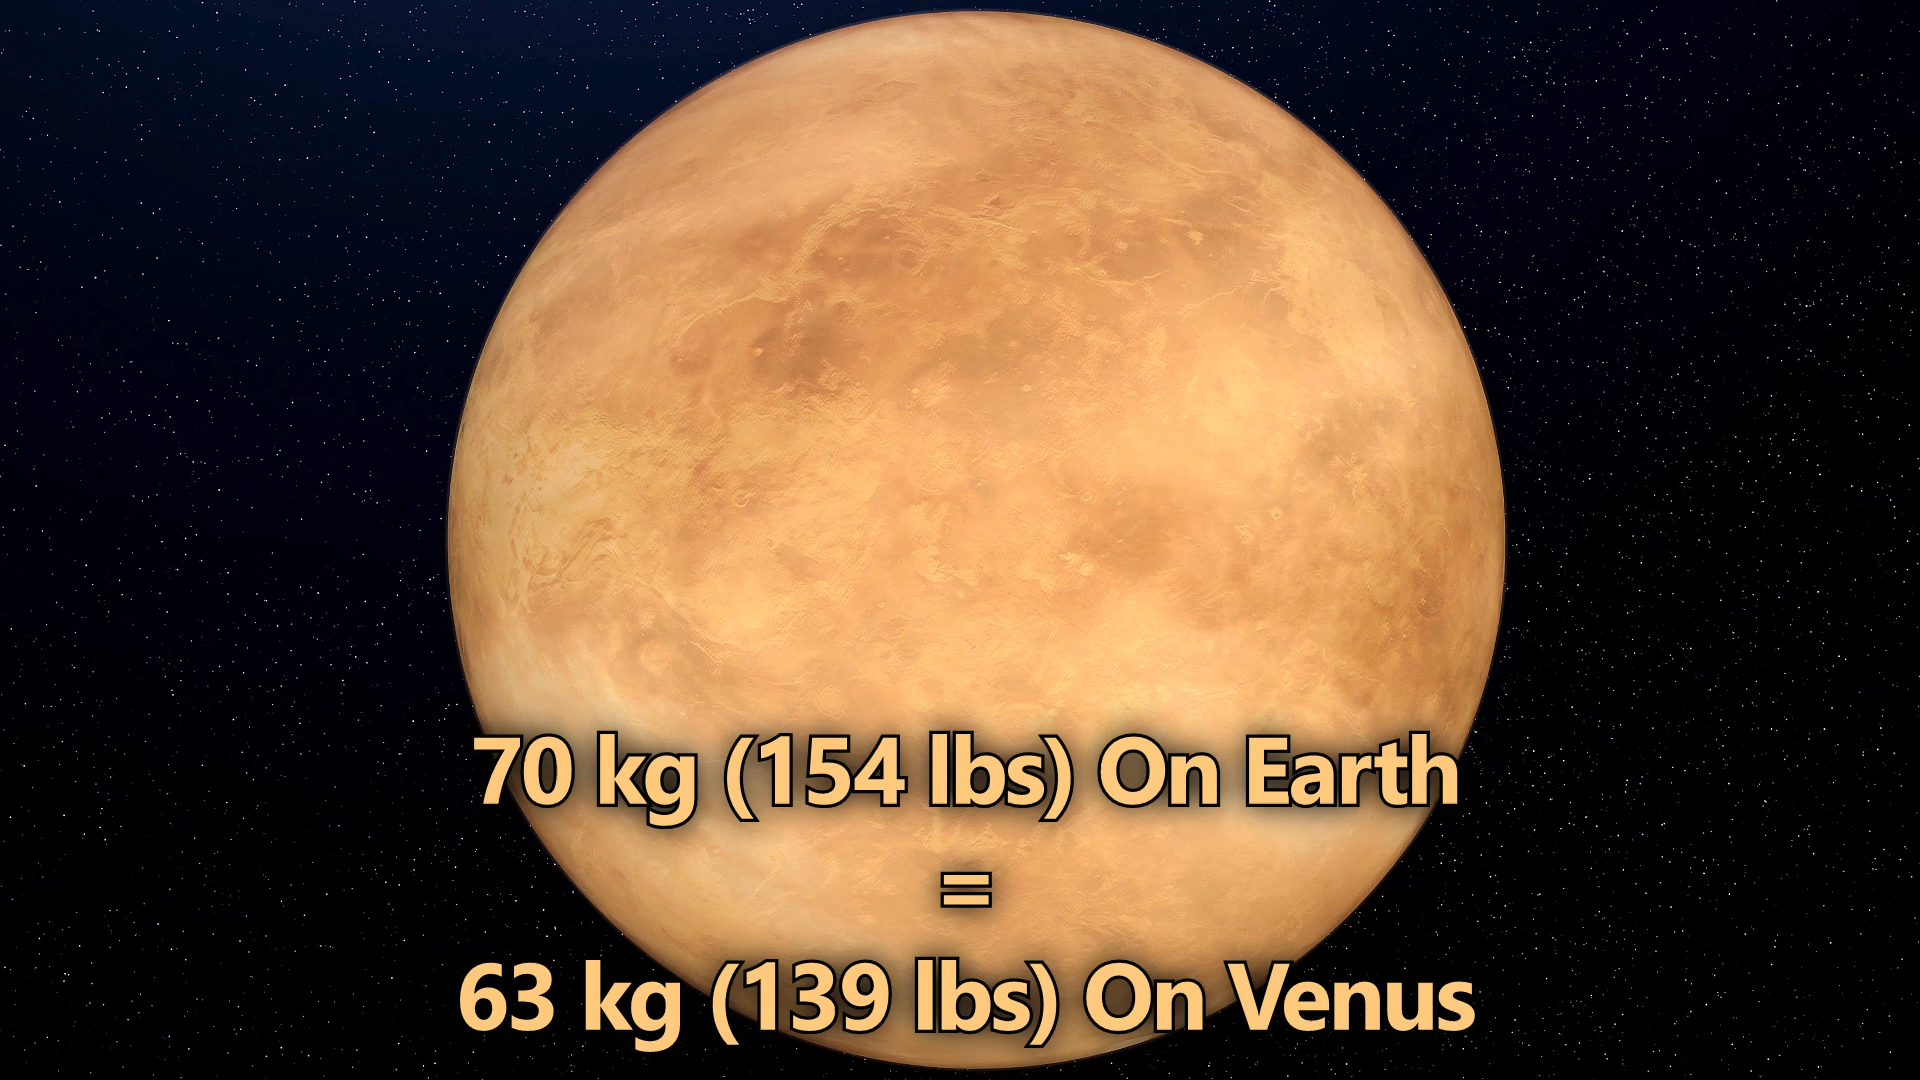 70 kg (154 lbs) On Earth
=
63 kg (139 lbs) On Venus